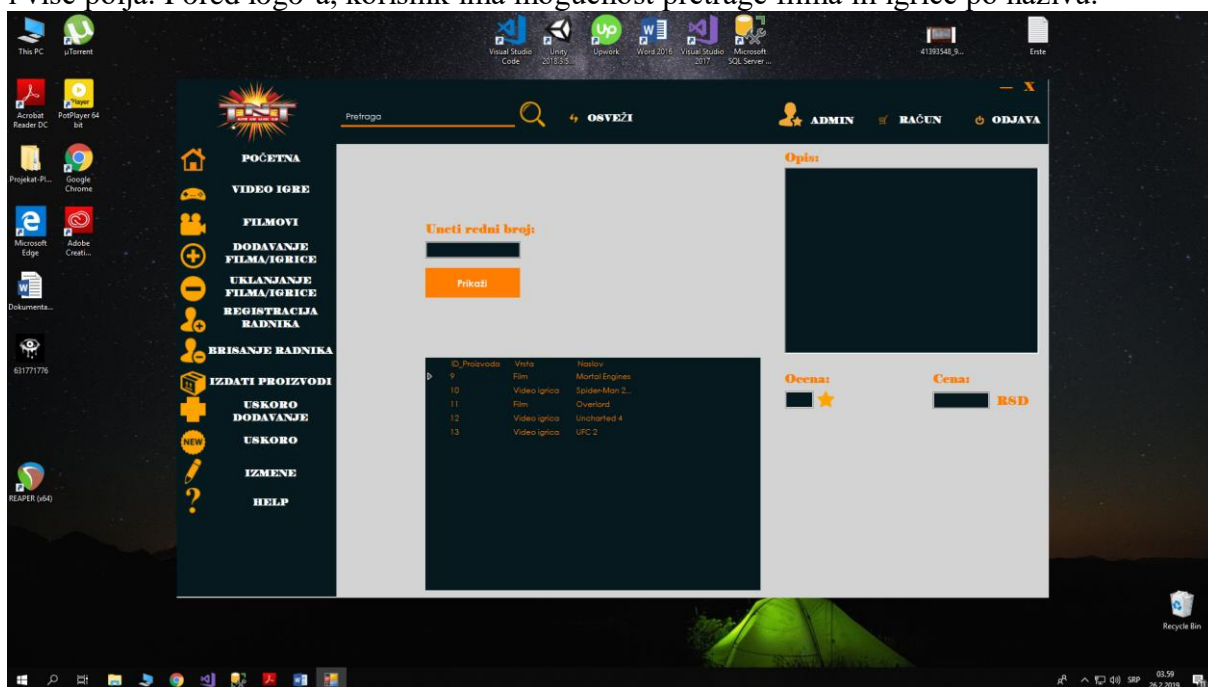 i više polja. Pored logo-a, korisnik ima mogućnost pretrage filma ili igrice po nazivu.
This PC
µTorrent
Visual Studio Code
Unity 2018.3.5...
Upwork
Word 2016
Visual Studio 2017
Microsoft SQL Server ...
41393548_9...
Erste
Acrobat Reader DC
PotPlayer 64 bit
Projekat-Pl...
Google Chrome
Microsoft Edge
Adobe Creati...
Dokumenta...
631771776
REAPER (x64)
Recycle Bin
— X
TNT
Pretraga
OSVEŽI
ADMIN
RAČUN
ODJAVA
POČETNA
VIDEO IGRE
FILMOVI
DODAVANJE
FILMA/IGRICE
UKLANJANJE
FILMA/IGRICE
REGISTRACIJA
RADNIKA
BRISANJE RADNIKA
IZDATI PROIZVODI
USKORO
DODAVANJE
NEW
USKORO
IZMENE
HELP
Uneti redni broj:
Prikaži
ID_Proizvoda Vrsta Naslov
9 Film Mortal Engines
10 Video igrica Spider-Man 2...
11 Film Overlord
12 Video igrica Uncharted 4
13 Video igrica UFC 2
Opis:
Ocena:
Cena:
RSD
SRP
03.59
26.2.2019